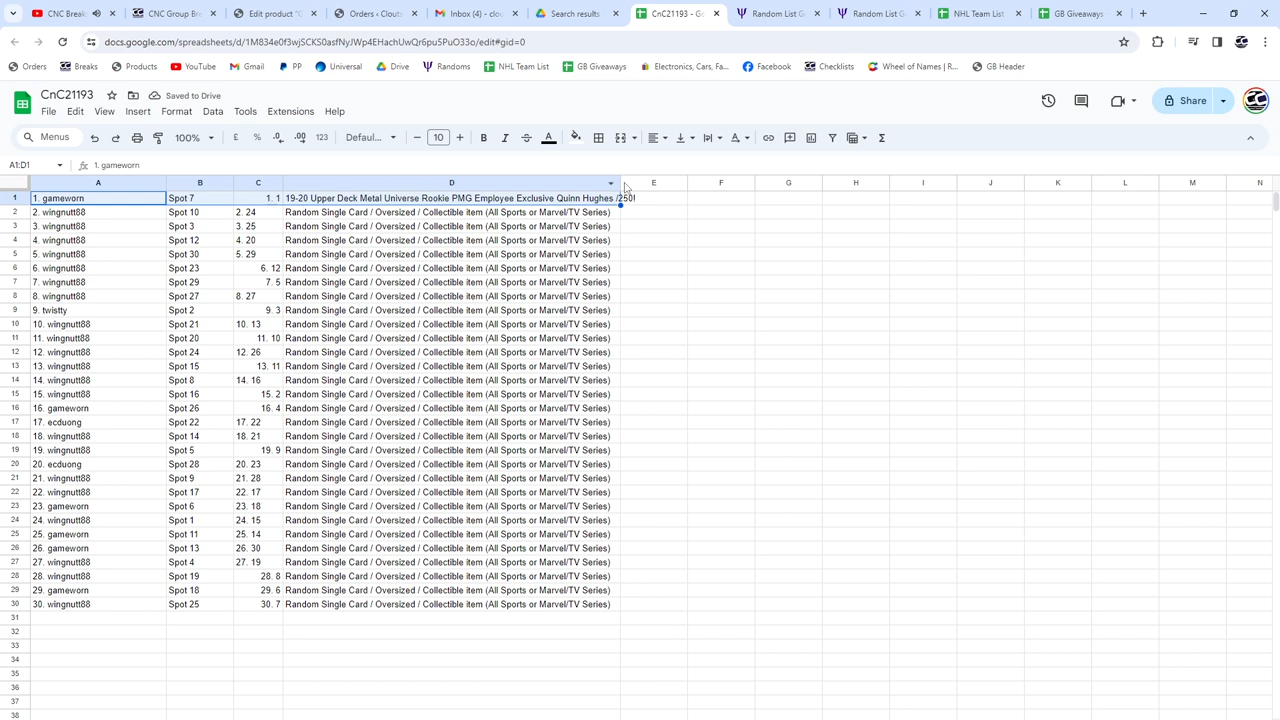 CNC Break
CNC Group Bre
Edit product "G
Orders ‹ Clouts
Inbox (4) - clou
Search results
CnC21193 - G
Random List G
Random List G
NHL Team List
GB Giveaways
docs.google.com/spreadsheets/d/1M834e0f3wjSCKS0asfNyJWp4EHachUwQr6pu5PuO33o/edit#gid=0
Orders
Breaks
Products
YouTube
Gmail
PP
Universal
Drive
Randoms
NHL Team List
GB Giveaways
Electronics, Cars, Fa...
Facebook
Checklists
Wheel of Names | R...
GB Header
CnC21193
Saved to Drive
File Edit View Insert Format Data Tools Extensions Help
Share
Menus
100%
£ % .0 .00 123
Defaul...
10
A1:D1
1. gameworn
A B C D E F G H I J K L M N
1 1. gameworn Spot 7 1. 1 19-20 Upper Deck Metal Universe Rookie PMG Employee Exclusive Quinn Hughes /250!
2 2. wingnutt88 Spot 10 2. 24 Random Single Card / Oversized / Collectible item (All Sports or Marvel/TV Series)
3 3. wingnutt88 Spot 3 3. 25 Random Single Card / Oversized / Collectible item (All Sports or Marvel/TV Series)
4 4. wingnutt88 Spot 12 4. 20 Random Single Card / Oversized / Collectible item (All Sports or Marvel/TV Series)
5 5. wingnutt88 Spot 30 5. 29 Random Single Card / Oversized / Collectible item (All Sports or Marvel/TV Series)
6 6. wingnutt88 Spot 23 6. 12 Random Single Card / Oversized / Collectible item (All Sports or Marvel/TV Series)
7 7. wingnutt88 Spot 29 7. 5 Random Single Card / Oversized / Collectible item (All Sports or Marvel/TV Series)
8 8. wingnutt88 Spot 27 8. 27 Random Single Card / Oversized / Collectible item (All Sports or Marvel/TV Series)
9 9. twistty Spot 2 9. 3 Random Single Card / Oversized / Collectible item (All Sports or Marvel/TV Series)
10 10. wingnutt88 Spot 21 10. 13 Random Single Card / Oversized / Collectible item (All Sports or Marvel/TV Series)
11 11. wingnutt88 Spot 20 11. 10 Random Single Card / Oversized / Collectible item (All Sports or Marvel/TV Series)
12 12. wingnutt88 Spot 24 12. 26 Random Single Card / Oversized / Collectible item (All Sports or Marvel/TV Series)
13 13. wingnutt88 Spot 15 13. 11 Random Single Card / Oversized / Collectible item (All Sports or Marvel/TV Series)
14 14. wingnutt88 Spot 8 14. 16 Random Single Card / Oversized / Collectible item (All Sports or Marvel/TV Series)
15 15. wingnutt88 Spot 16 15. 2 Random Single Card / Oversized / Collectible item (All Sports or Marvel/TV Series)
16 16. gameworn Spot 26 16. 4 Random Single Card / Oversized / Collectible item (All Sports or Marvel/TV Series)
17 17. ecduong Spot 22 17. 22 Random Single Card / Oversized / Collectible item (All Sports or Marvel/TV Series)
18 18. wingnutt88 Spot 14 18. 21 Random Single Card / Oversized / Collectible item (All Sports or Marvel/TV Series)
19 19. wingnutt88 Spot 5 19. 9 Random Single Card / Oversized / Collectible item (All Sports or Marvel/TV Series)
20 20. ecduong Spot 28 20. 23 Random Single Card / Oversized / Collectible item (All Sports or Marvel/TV Series)
21 21. wingnutt88 Spot 9 21. 28 Random Single Card / Oversized / Collectible item (All Sports or Marvel/TV Series)
22 22. wingnutt88 Spot 17 22. 17 Random Single Card / Oversized / Collectible item (All Sports or Marvel/TV Series)
23 23. gameworn Spot 6 23. 18 Random Single Card / Oversized / Collectible item (All Sports or Marvel/TV Series)
24 24. wingnutt88 Spot 1 24. 15 Random Single Card / Oversized / Collectible item (All Sports or Marvel/TV Series)
25 25. gameworn Spot 11 25. 14 Random Single Card / Oversized / Collectible item (All Sports or Marvel/TV Series)
26 26. gameworn Spot 13 26. 30 Random Single Card / Oversized / Collectible item (All Sports or Marvel/TV Series)
27 27. wingnutt88 Spot 4 27. 19 Random Single Card / Oversized / Collectible item (All Sports or Marvel/TV Series)
28 28. wingnutt88 Spot 19 28. 8 Random Single Card / Oversized / Collectible item (All Sports or Marvel/TV Series)
29 29. gameworn Spot 18 29. 6 Random Single Card / Oversized / Collectible item (All Sports or Marvel/TV Series)
30 30. wingnutt88 Spot 25 30. 7 Random Single Card / Oversized / Collectible item (All Sports or Marvel/TV Series)
31
32
33
34
35
36
37
38